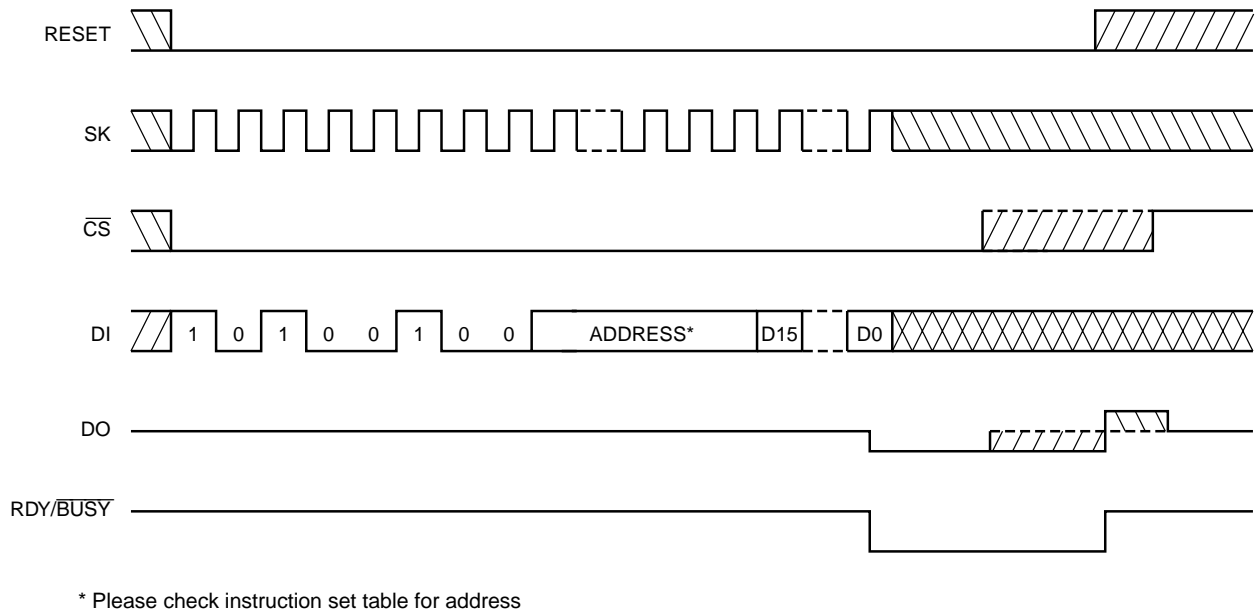 RESET
SK
CS
DI 1 0 1 0 0 1 0 0 ADDRESS* D15 D0
DO
RDY/BUSY
* Please check instruction set table for address